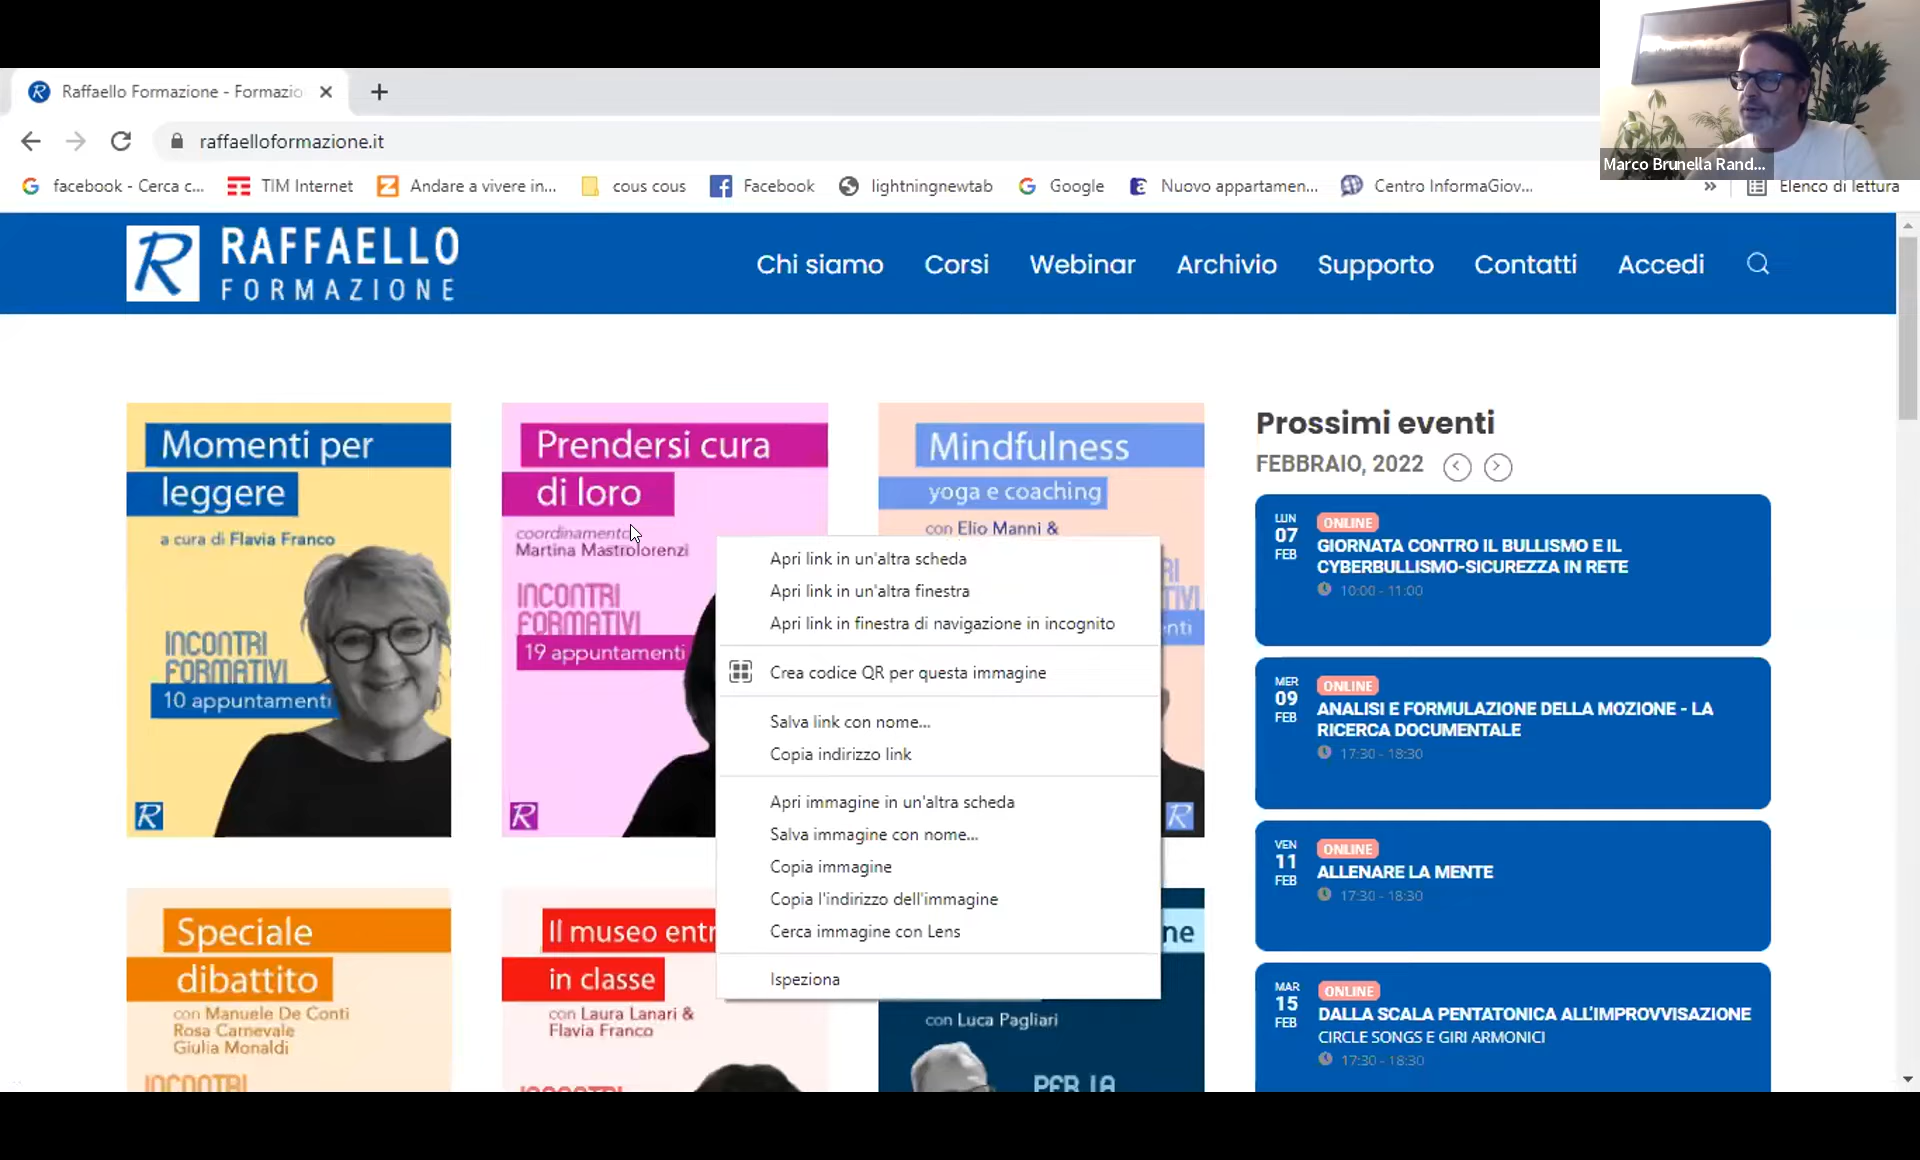 Marco Brunella Rand...
Raffaello Formazione - Formazio
raffaelloformazione.it
facebook - Cerca c...
TIM Internet
Andare a vivere in...
cous cous
Facebook
lightningnewtab
Google
Nuovo appartamen...
Centro InformaGiov...
»
Elenco di lettura
R
RAFFAELLO
FORMAZIONE
Chi siamo
Corsi
Webinar
Archivio
Supporto
Contatti
Accedi
Momenti per
leggere
a cura di Flavia Franco
INCONTRI
FORMATIVI
10 appuntamenti
R
Prendersi cura
di loro
coordinamento
Martina Mastrolorenzi
INCONTRI
FORMATIVI
19 appuntamenti
R
Mindfulness
yoga e coaching
con Elio Manni &
R
Apri link in un'altra scheda
Apri link in un'altra finestra
Apri link in finestra di navigazione in incognito
Crea codice QR per questa immagine
Salva link con nome...
Copia indirizzo link
Apri immagine in un'altra scheda
Salva immagine con nome...
Copia immagine
Copia l'indirizzo dell'immagine
Cerca immagine con Lens
Ispeziona
Speciale
dibattito
con Manuele De Conti
Rosa Carnevale
Giulia Monaldi
INCONTRI
Il museo entr
in classe
con Laura Lanari &
Flavia Franco
ne
con Luca Pagliari
PER LA
Prossimi eventi
FEBBRAIO, 2022
LUN
07
FEB
ONLINE
GIORNATA CONTRO IL BULLISMO E IL
CYBERBULLISMO-SICUREZZA IN RETE
10:00 - 11:00
MER
09
FEB
ONLINE
ANALISI E FORMULAZIONE DELLA MOZIONE - LA
RICERCA DOCUMENTALE
17:30 - 18:30
VEN
11
FEB
ONLINE
ALLENARE LA MENTE
17:30 - 18:30
MAR
15
FEB
ONLINE
DALLA SCALA PENTATONICA ALL'IMPROVVISAZIONE
CIRCLE SONGS E GIRI ARMONICI
17:30 - 18:30